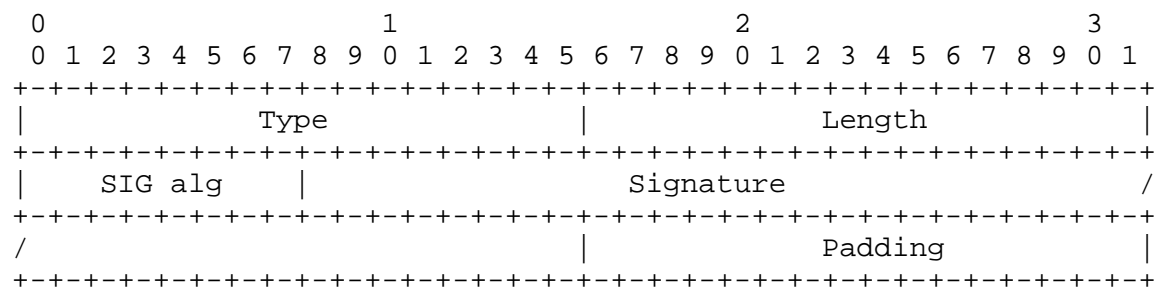 0                   1                   2                   3
 0 1 2 3 4 5 6 7 8 9 0 1 2 3 4 5 6 7 8 9 0 1 2 3 4 5 6 7 8 9 0 1
+-+-+-+-+-+-+-+-+-+-+-+-+-+-+-+-+-+-+-+-+-+-+-+-+-+-+-+-+-+-+-+-+
|             Type              |             Length            |
+-+-+-+-+-+-+-+-+-+-+-+-+-+-+-+-+-+-+-+-+-+-+-+-+-+-+-+-+-+-+-+-+
|    SIG alg    |                  Signature                    /
+-+-+-+-+-+-+-+-+-+-+-+-+-+-+-+-+-+-+-+-+-+-+-+-+-+-+-+-+-+-+-+-+
/                               |             Padding           |
+-+-+-+-+-+-+-+-+-+-+-+-+-+-+-+-+-+-+-+-+-+-+-+-+-+-+-+-+-+-+-+-+